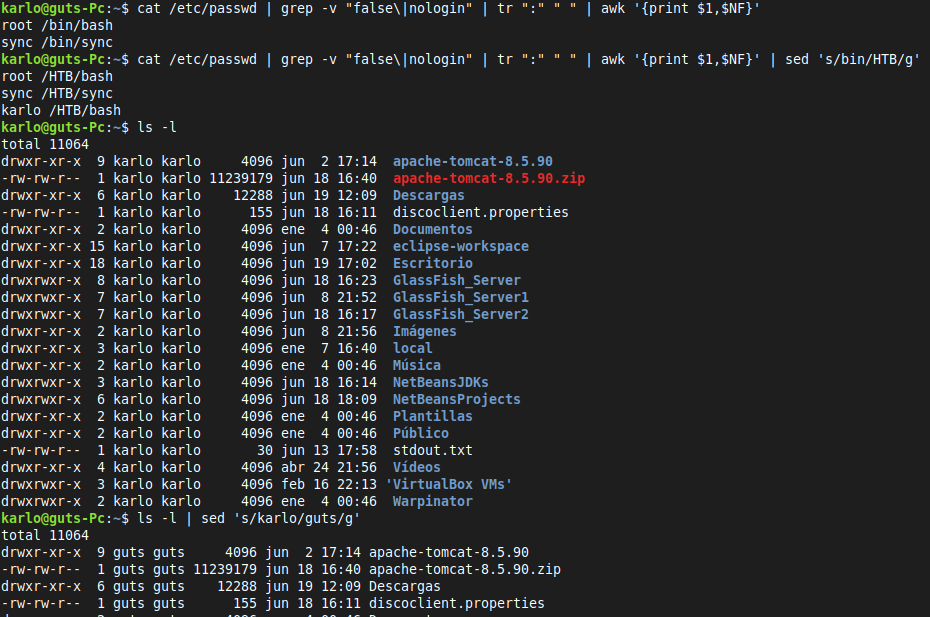 karlo@guts-Pc:~$ cat /etc/passwd | grep -v "false\|nologin" | tr ":" " " | awk '{print $1,$NF}'
root /bin/bash
sync /bin/sync
karlo@guts-Pc:~$ cat /etc/passwd | grep -v "false\|nologin" | tr ":" " " | awk '{print $1,$NF}' | sed 's/bin/HTB/g'
root /HTB/bash
sync /HTB/sync
karlo /HTB/bash
karlo@guts-Pc:~$ ls -l
total 11064
drwxr-xr-x  9 karlo karlo     4096 jun  2 17:14  apache-tomcat-8.5.90
-rw-rw-r--  1 karlo karlo 11239179 jun 18 16:40  apache-tomcat-8.5.90.zip
drwxr-xr-x  6 karlo karlo    12288 jun 19 12:09  Descargas
-rw-rw-r--  1 karlo karlo      155 jun 18 16:11  discoclient.properties
drwxr-xr-x  2 karlo karlo     4096 ene  4 00:46  Documentos
drwxr-xr-x 15 karlo karlo     4096 jun  7 17:22  eclipse-workspace
drwxr-xr-x 18 karlo karlo     4096 jun 19 17:02  Escritorio
drwxrwxr-x  8 karlo karlo     4096 jun 18 16:23  GlassFish_Server
drwxrwxr-x  7 karlo karlo     4096 jun  8 21:52  GlassFish_Server1
drwxrwxr-x  7 karlo karlo     4096 jun 18 16:17  GlassFish_Server2
drwxr-xr-x  2 karlo karlo     4096 jun  8 21:56  Imágenes
drwxr-xr-x  3 karlo karlo     4096 ene  7 16:40  local
drwxr-xr-x  2 karlo karlo     4096 ene  4 00:46  Música
drwxrwxr-x  3 karlo karlo     4096 jun 18 16:14  NetBeansJDKs
drwxrwxr-x  6 karlo karlo     4096 jun 18 18:09  NetBeansProjects
drwxr-xr-x  2 karlo karlo     4096 ene  4 00:46  Plantillas
drwxr-xr-x  2 karlo karlo     4096 ene  4 00:46  Público
-rw-rw-r--  1 karlo karlo       30 jun 13 17:58  stdout.txt
drwxr-xr-x  4 karlo karlo     4096 abr 24 21:56  Vídeos
drwxrwxr-x  3 karlo karlo     4096 feb 16 22:13 'VirtualBox VMs'
drwxrwxr-x  2 karlo karlo     4096 ene  4 00:46  Warpinator
karlo@guts-Pc:~$ ls -l | sed 's/karlo/guts/g'
total 11064
drwxr-xr-x  9 guts guts     4096 jun  2 17:14 apache-tomcat-8.5.90
-rw-rw-r--  1 guts guts 11239179 jun 18 16:40 apache-tomcat-8.5.90.zip
drwxr-xr-x  6 guts guts    12288 jun 19 12:09 Descargas
-rw-rw-r--  1 guts guts      155 jun 18 16:11 discoclient.properties